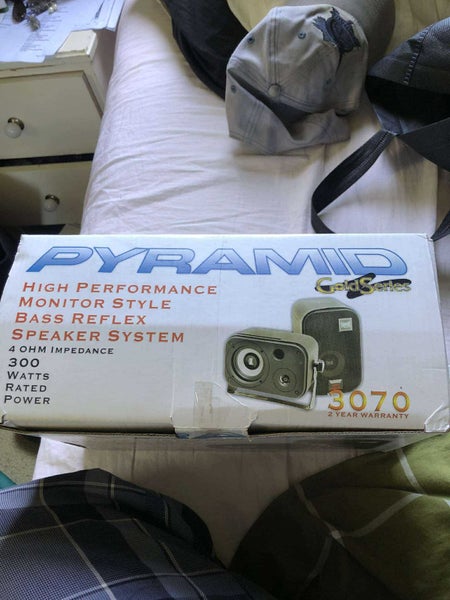 PYRAMID
Gold Series
HIGH PERFORMANCE
MONITOR STYLE
BASS REFLEX
SPEAKER SYSTEM
4 OHM IMPEDANCE
300
WATTS
RATED
POWER
3070
2 YEAR WARRANTY